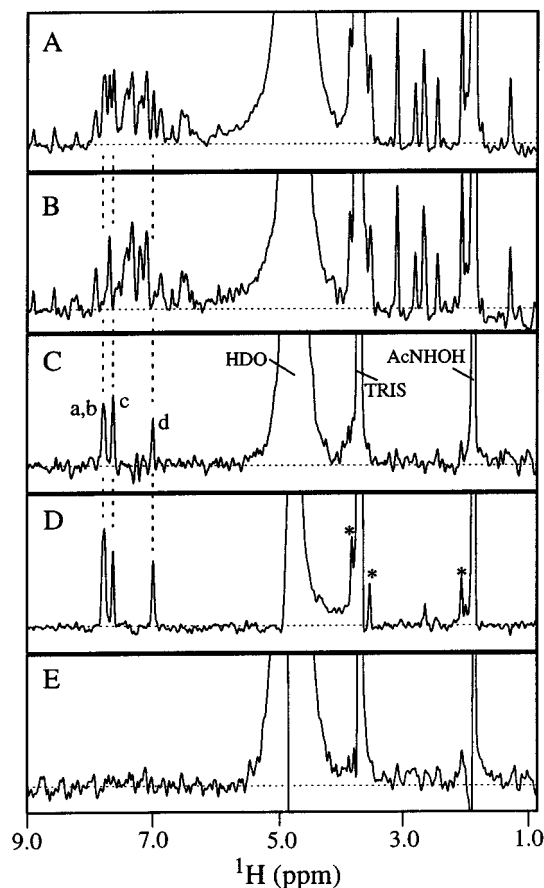 A
B
C
HDO
AcNHOH
TRIS
a,b
c
d
D
*
*
*
E
9.0 7.0 5.0 3.0 1.0
¹H (ppm)